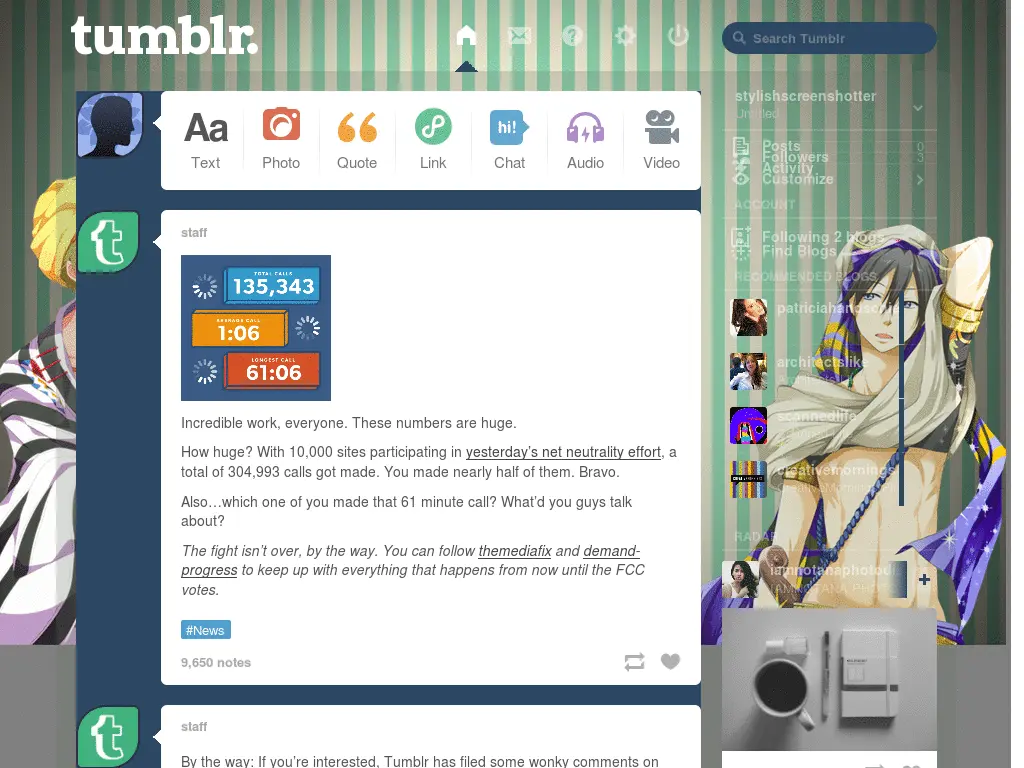 tumblr.
Search Tumblr
stylishscreenshotter
Untitled
Aa
hi!
Text
Photo
Quote
Link
Chat
Audio
Video
Posts
0
Followers
3
Activity
Customize
ACCOUNT
Following 2 blogs
Find Blogs
RECOMMENDED BLOGS
architectslike
scannedlife
creativemornings
RADAR
iamnotanaphotod
t
staff
TOTAL CALLS
135,343
AVERAGE CALL
1:06
LONGEST CALL
61:06
Incredible work, everyone. These numbers are huge.
How huge? With 10,000 sites participating in yesterday's net neutrality effort, a
total of 304,993 calls got made. You made nearly half of them. Bravo.
Also…which one of you made that 61 minute call? What'd you guys talk
about?
The fight isn't over, by the way. You can follow themediafix and demand-
progress to keep up with everything that happens from now until the FCC
votes.
#News
9,650 notes
t
staff
By the way: If you're interested, Tumblr has filed some wonky comments on